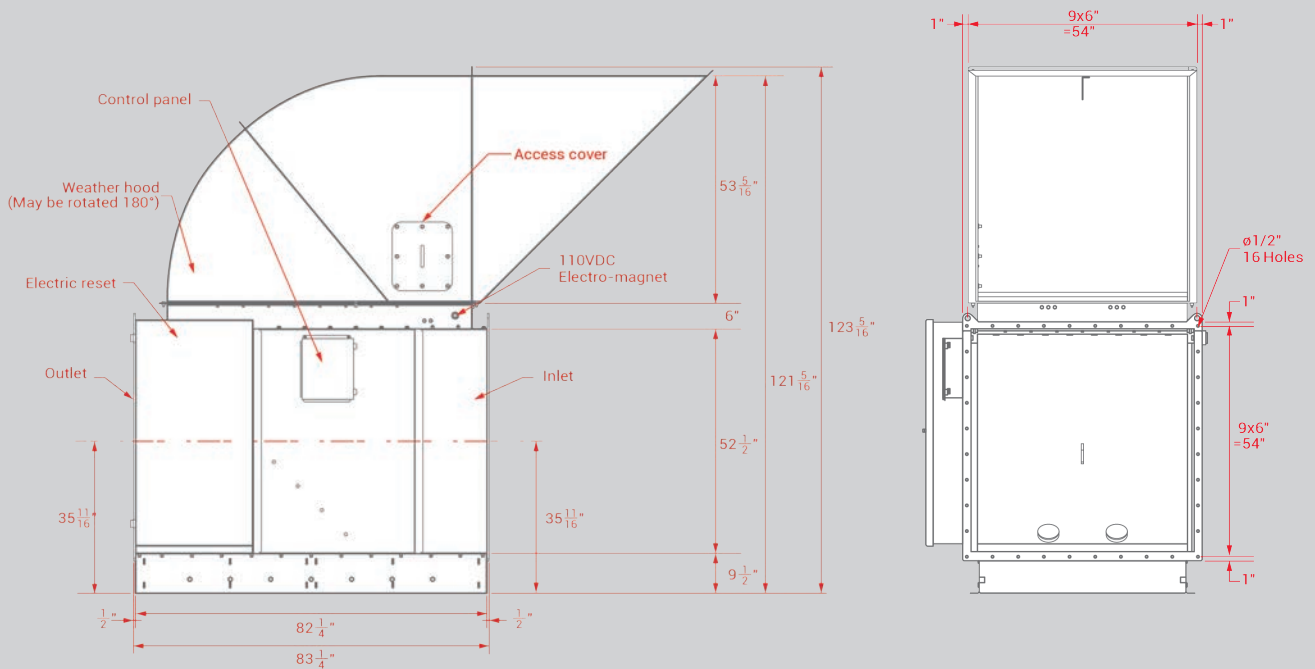 Control panel
Access cover
Weather hood
(May be rotated 180°)
Electric reset
110VDC
Electro-magnet
Outlet
Inlet
53 5/16"
6"
123 5/16"
121 5/16"
52 1/2"
35 11/16"
35 11/16"
9 1/2"
1/2"
82 1/4"
1/2"
83 1/4"
1"
9x6"
=54"
1"
ø1/2"
16 Holes
1"
9x6"
=54"
1"